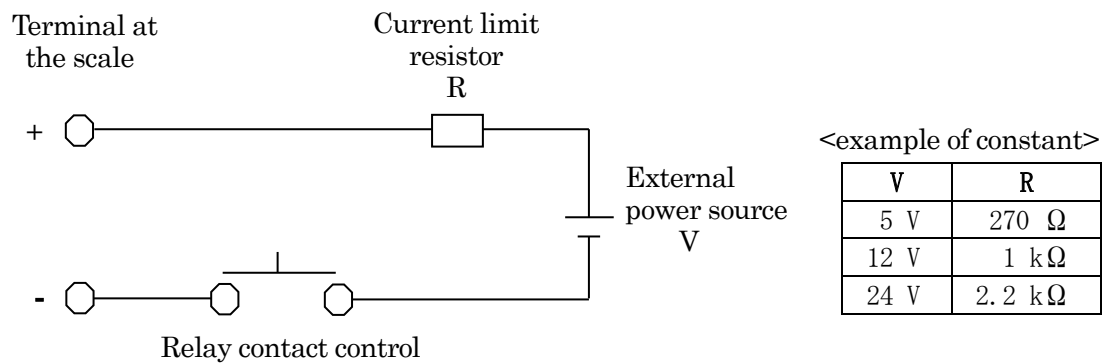 Terminal at
the scale
Current limit
resistor
R
+
-
External
power source
V
Relay contact control
<example of constant>
V R
5 V 270 Ω
12 V 1 kΩ
24 V 2.2 kΩ